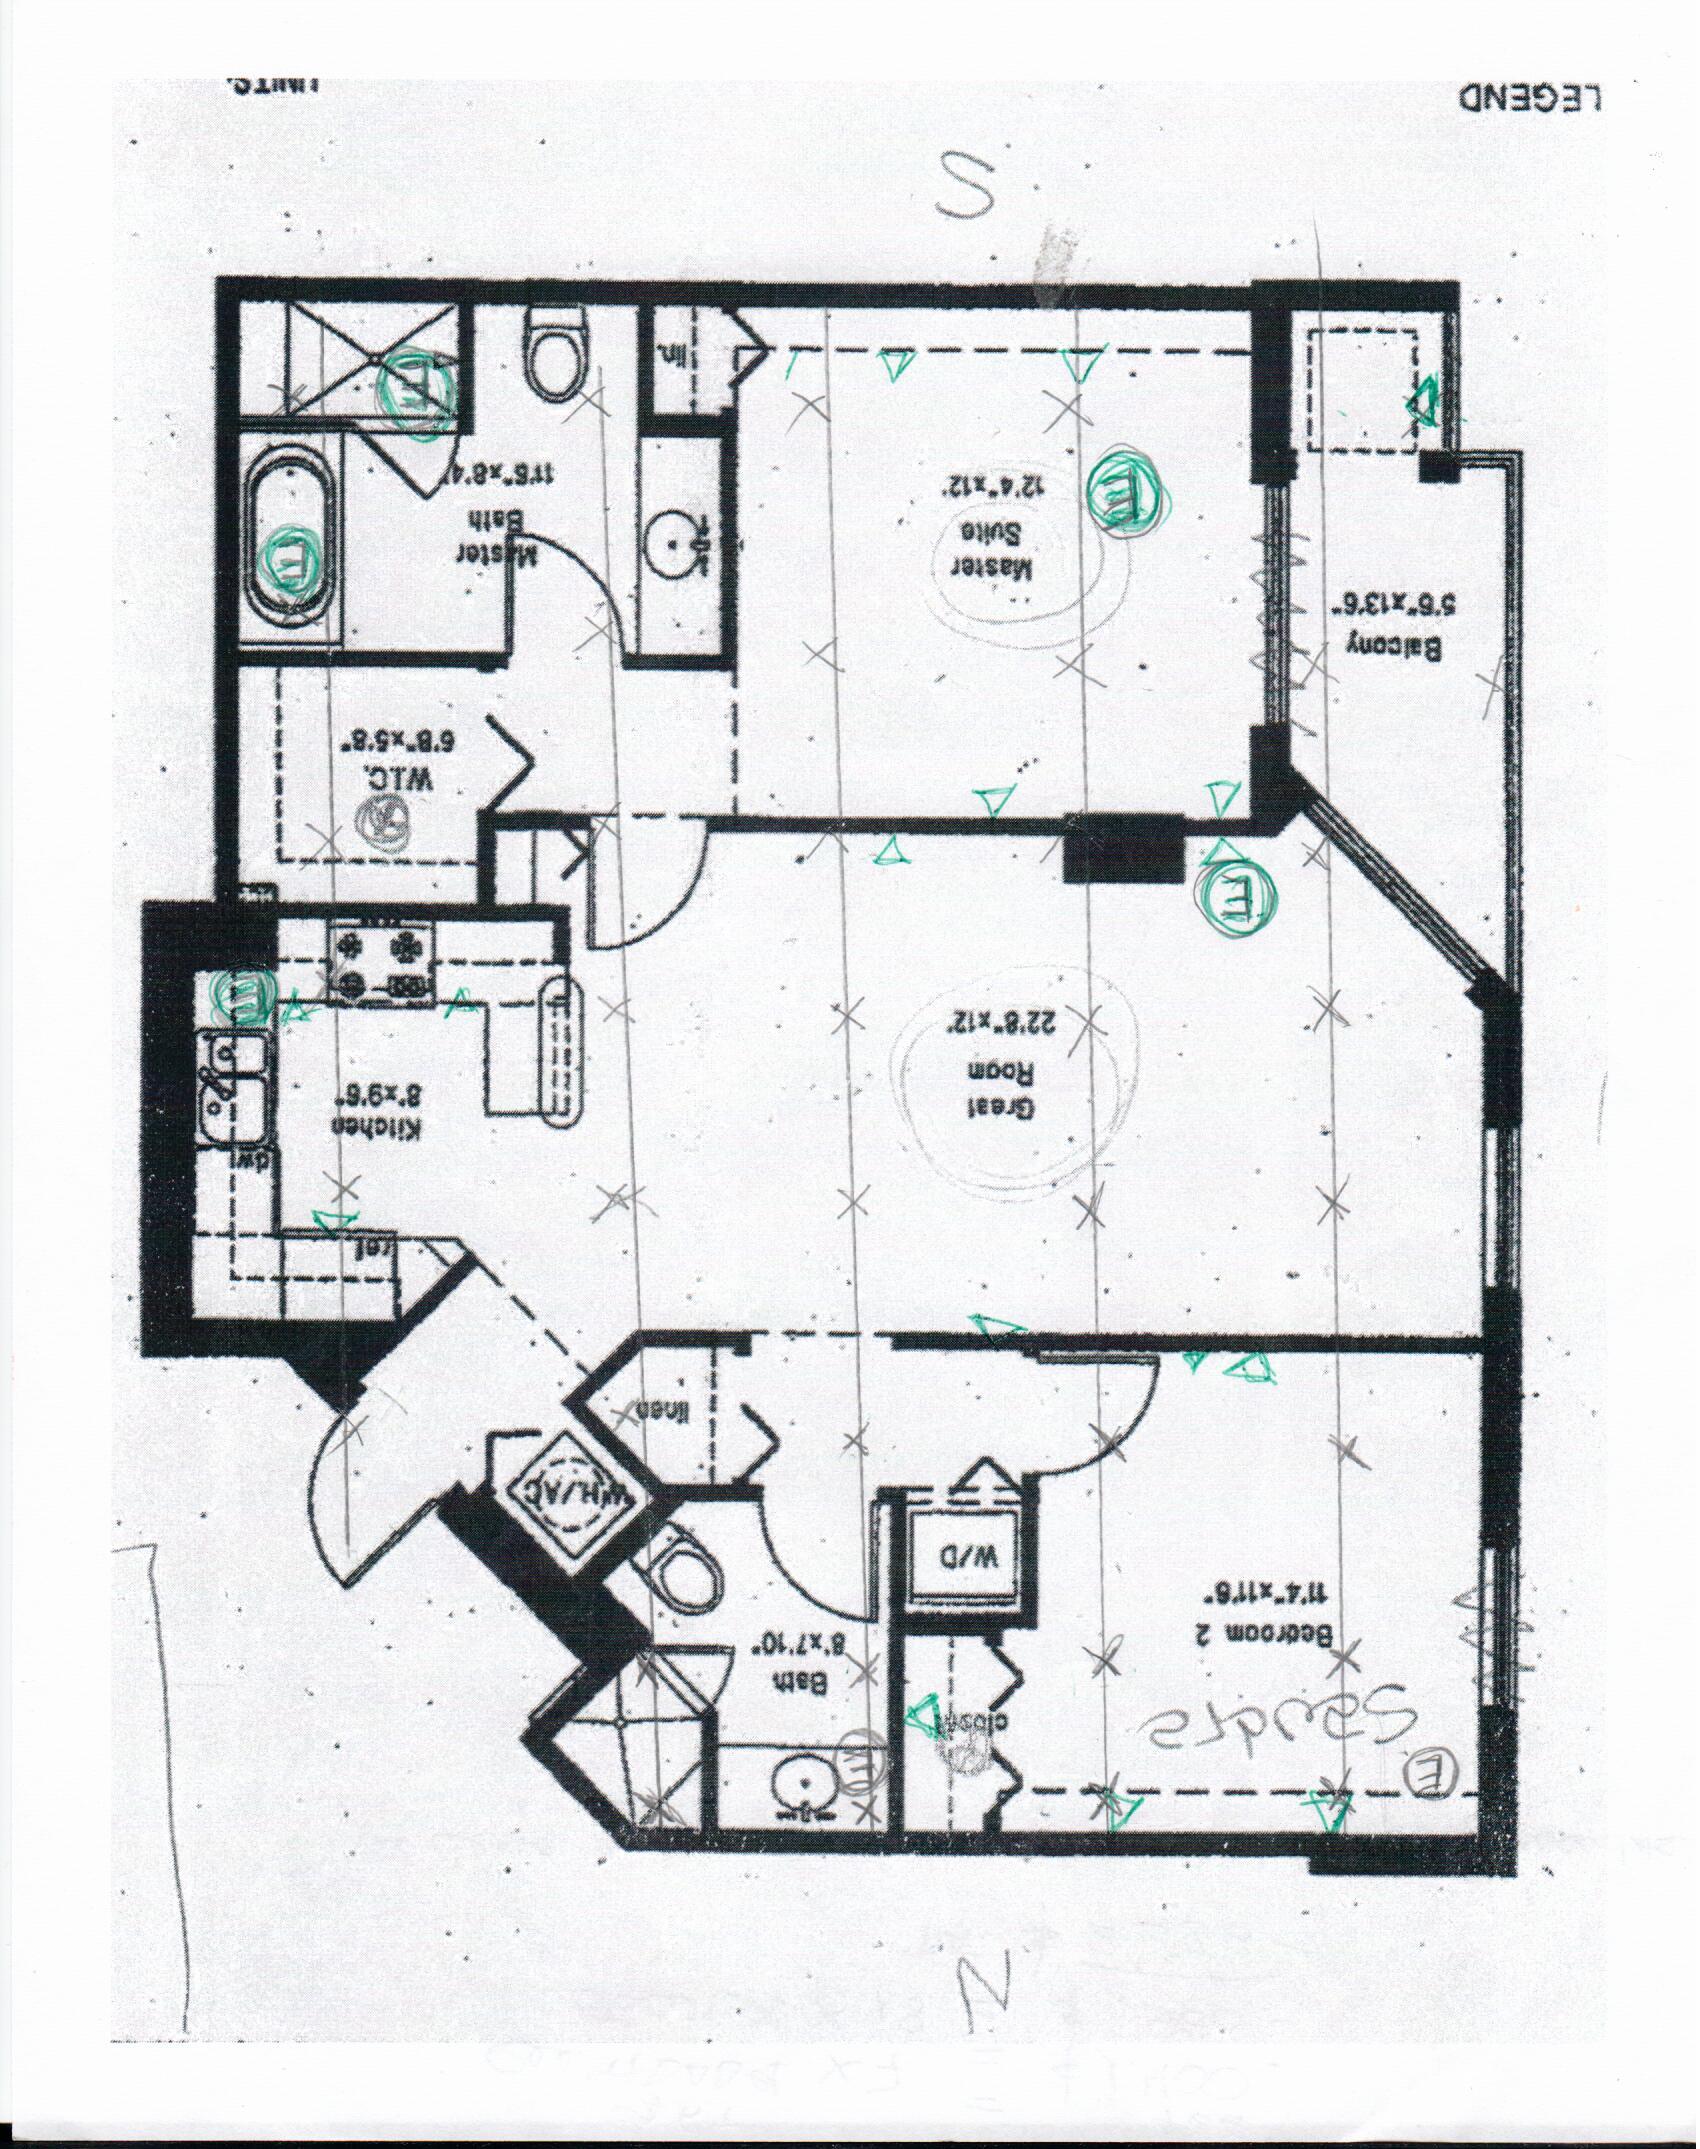 LEGEND
UNITS.
S
lin.
E
Master
Bath
11'6"x8'4"
E
Master
Suite
12'4"x12'
E
Balcony
5'6"x13'6"
W.I.C.
6'8"x5'8"
E
E
Kitchen
8'x9'6"
dw
ref
Great
Room
22'8"x12'
linen
WH/AC
W/D
Bath
8'x7'10"
E
closet
Bedroom 2
11'4"x11'6"
E
N